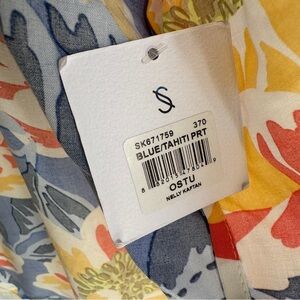 SK671759 370
BLUE/TAHITI PRT
OSTU
NELLY KAFTAN